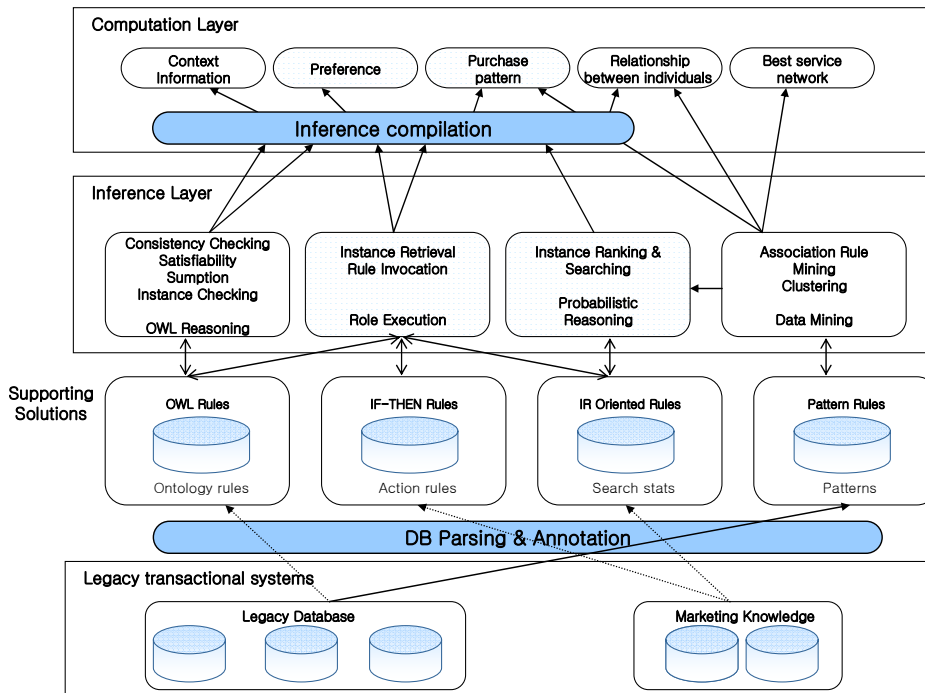 Computation Layer
Context
Information
Preference
Purchase
pattern
Relationship
between individuals
Best service
network
Inference compilation
Inference Layer
Consistency Checking
Satisfiability
Sumption
Instance Checking
OWL Reasoning
Instance Retrieval
Rule Invocation
Role Execution
Instance Ranking &
Searching
Probabilistic
Reasoning
Association Rule
Mining
Clustering
Data Mining
Supporting
Solutions
OWL Rules
Ontology rules
IF-THEN Rules
Action rules
IR Oriented Rules
Search stats
Pattern Rules
Patterns
DB Parsing & Annotation
Legacy transactional systems
Legacy Database
Marketing Knowledge